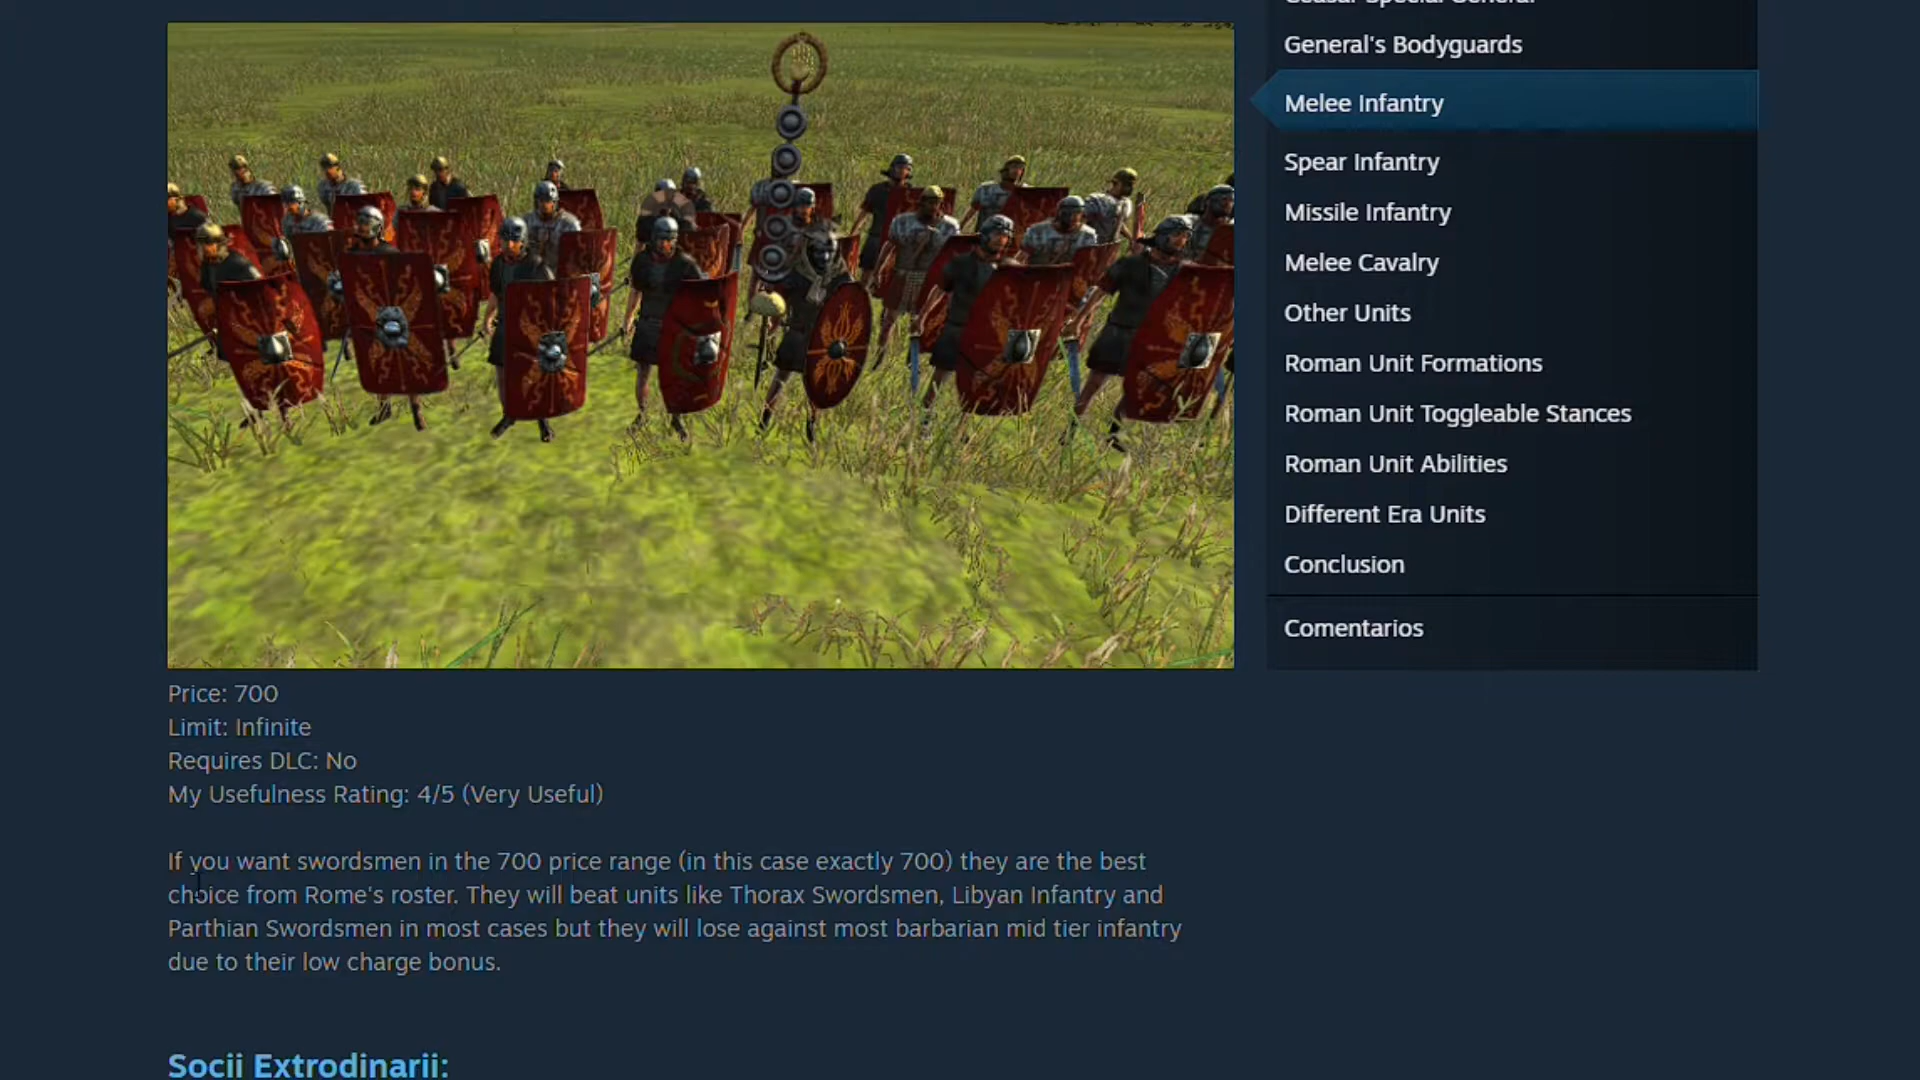 General's Bodyguards
Melee Infantry
Spear Infantry
Missile Infantry
Melee Cavalry
Other Units
Roman Unit Formations
Roman Unit Toggleable Stances
Roman Unit Abilities
Different Era Units
Conclusion
Comentarios
Price: 700
Limit: Infinite
Requires DLC: No
My Usefulness Rating: 4/5 (Very Useful)
If you want swordsmen in the 700 price range (in this case exactly 700) they are the best
choice from Rome's roster. They will beat units like Thorax Swordsmen, Libyan Infantry and
Parthian Swordsmen in most cases but they will lose against most barbarian mid tier infantry
due to their low charge bonus.
Socii Extrodinarii: